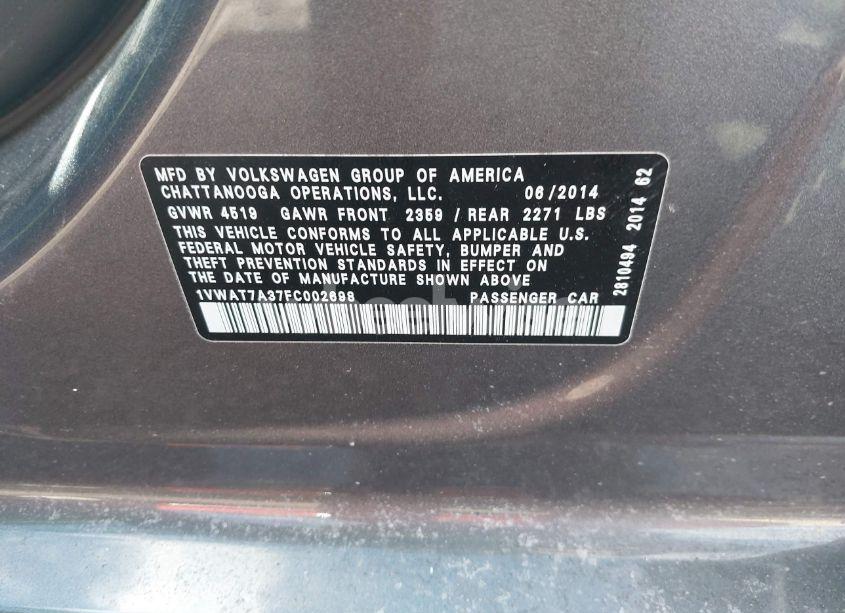 MFD BY VOLKSWAGEN GROUP OF AMERICA
CHATTANOOGA OPERATIONS, LLC. 06/2014
GVWR 4519 GAWR FRONT 2359 / REAR 2271 LBS
THIS VEHICLE CONFORMS TO ALL APPLICABLE U.S.
FEDERAL MOTOR VEHICLE SAFETY, BUMPER AND
THEFT PREVENTION STANDARDS IN EFFECT ON
THE DATE OF MANUFACTURE SHOWN ABOVE
1VWAT7A37FC002698 PASSENGER CAR
2810494 2014 62